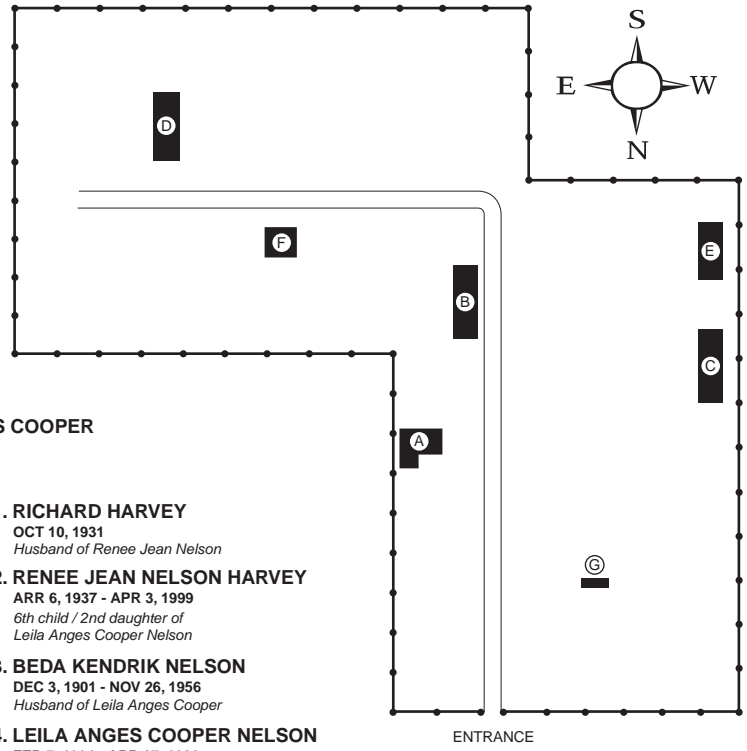 S
E W
N
D
F
E
B
C
A
G
ENTRANCE
S COOPER
. RICHARD HARVEY
OCT 10, 1931
Husband of Renee Jean Nelson
2. RENEE JEAN NELSON HARVEY
ARR 6, 1937 - APR 3, 1999
6th child / 2nd daughter of
Leila Anges Cooper Nelson
3. BEDA KENDRIK NELSON
DEC 3, 1901 - NOV 26, 1956
Husband of Leila Anges Cooper
4. LEILA ANGES COOPER NELSON